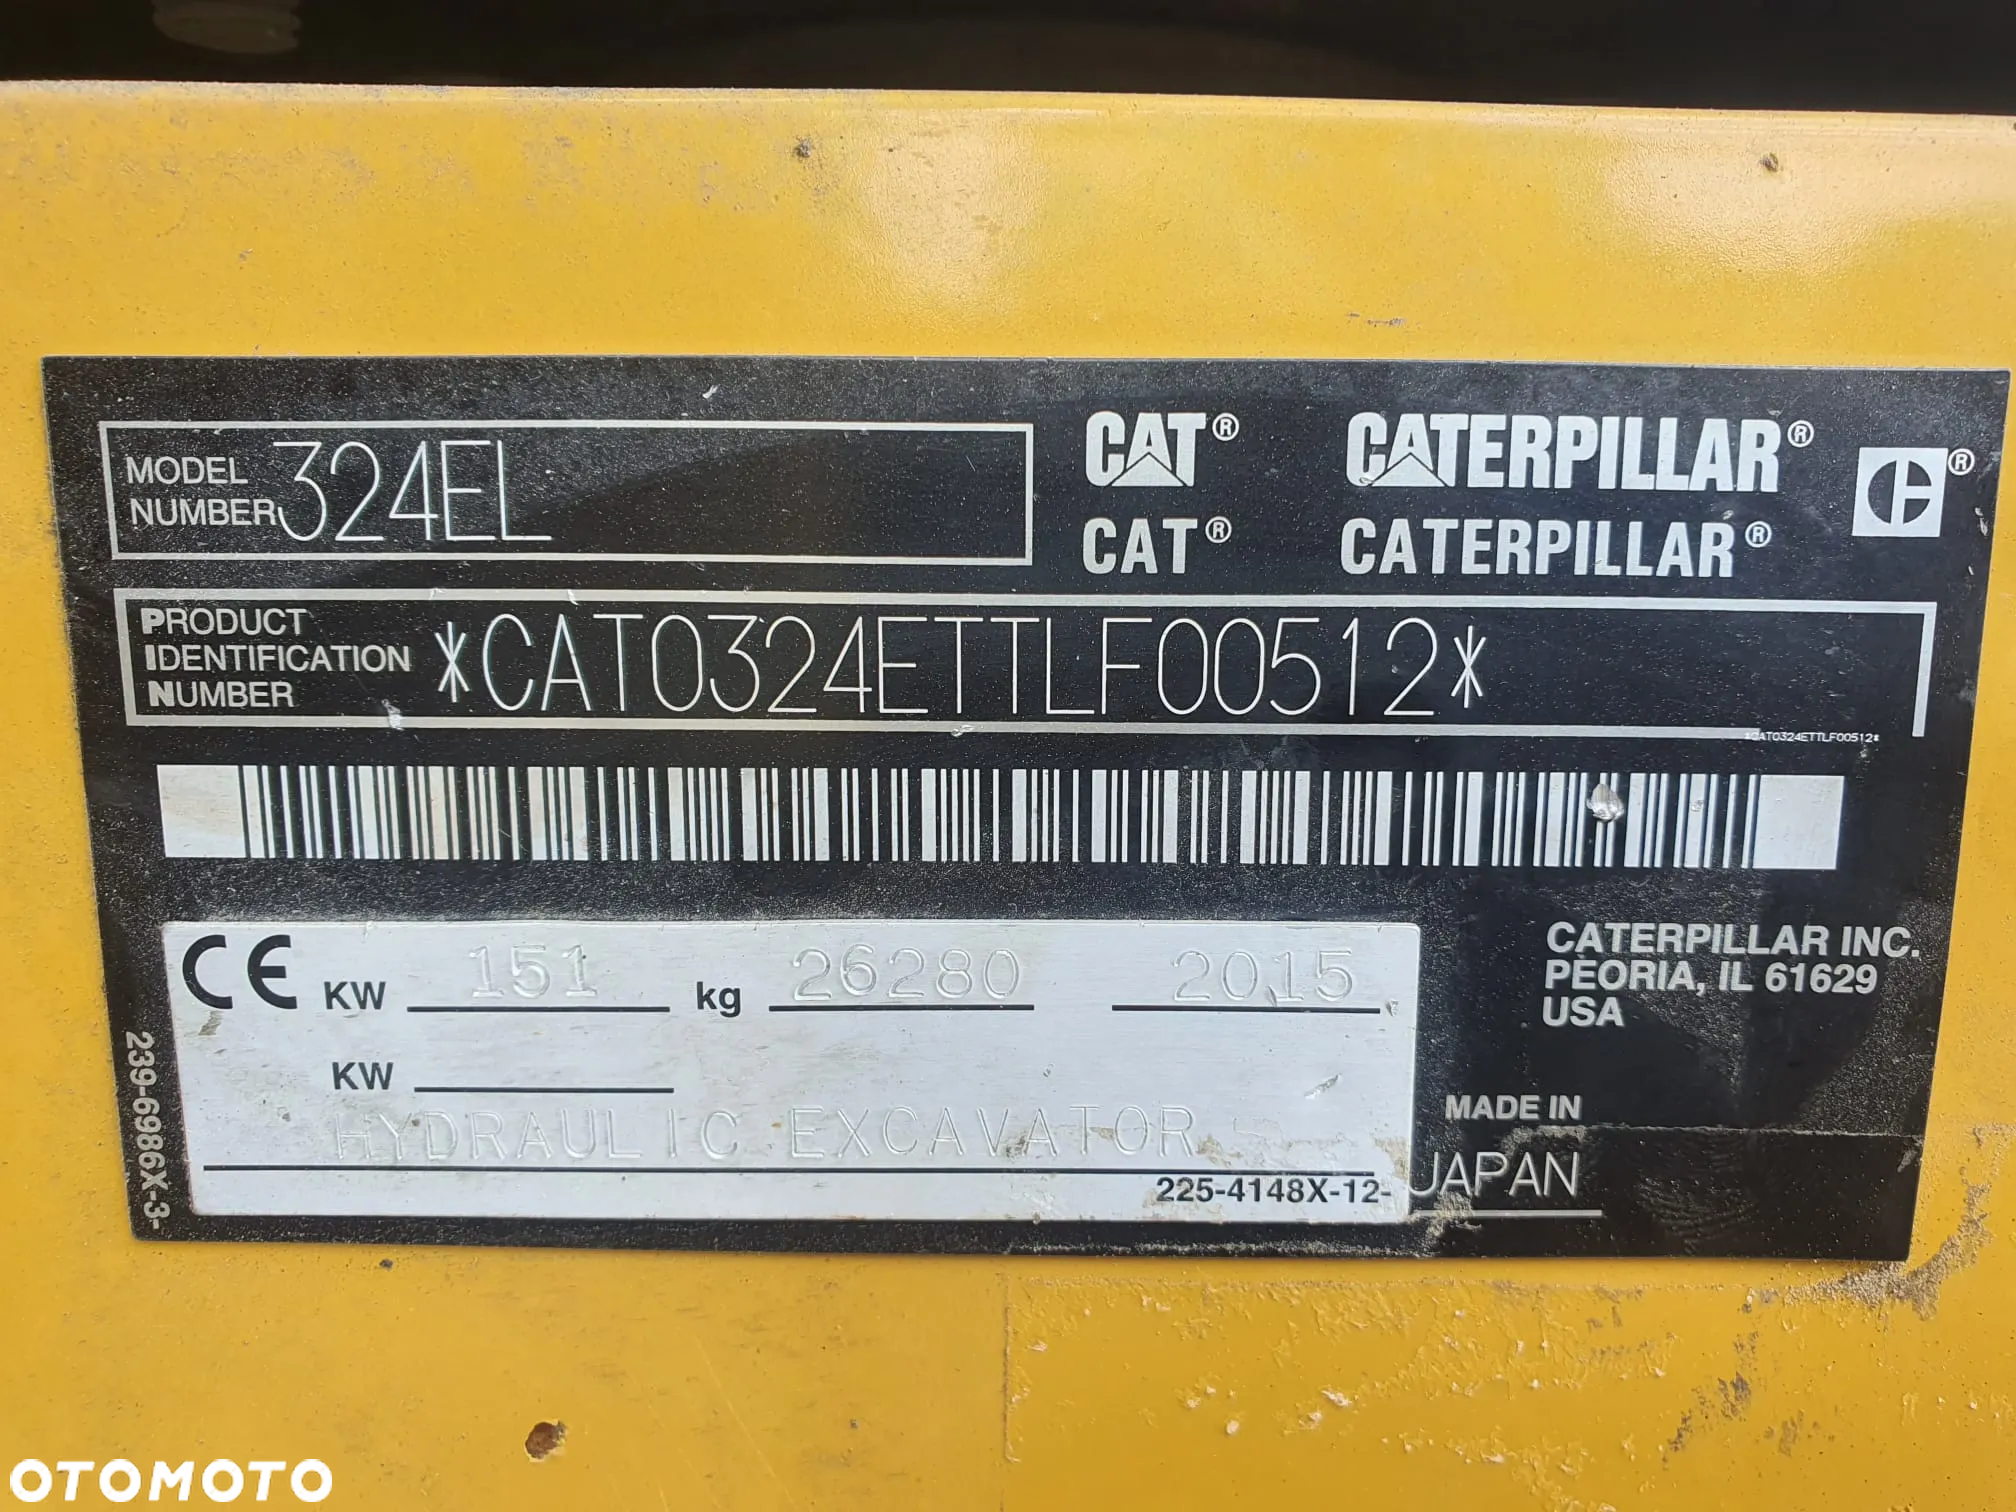 MODEL NUMBER 324EL
CAT® CATERPILLAR® ®
CAT® CATERPILLAR®
PRODUCT
IDENTIFICATION
NUMBER
*CAT0324ETTLF00512*
*CAT0324ETTLF00512*
CE KW 151 kg 26280 2015
KW
HYDRAULIC EXCAVATOR
225-4148X-12-
239-6986X-3-
CATERPILLAR INC.
PEORIA, IL 61629
USA
MADE IN
JAPAN
OTOMOTO